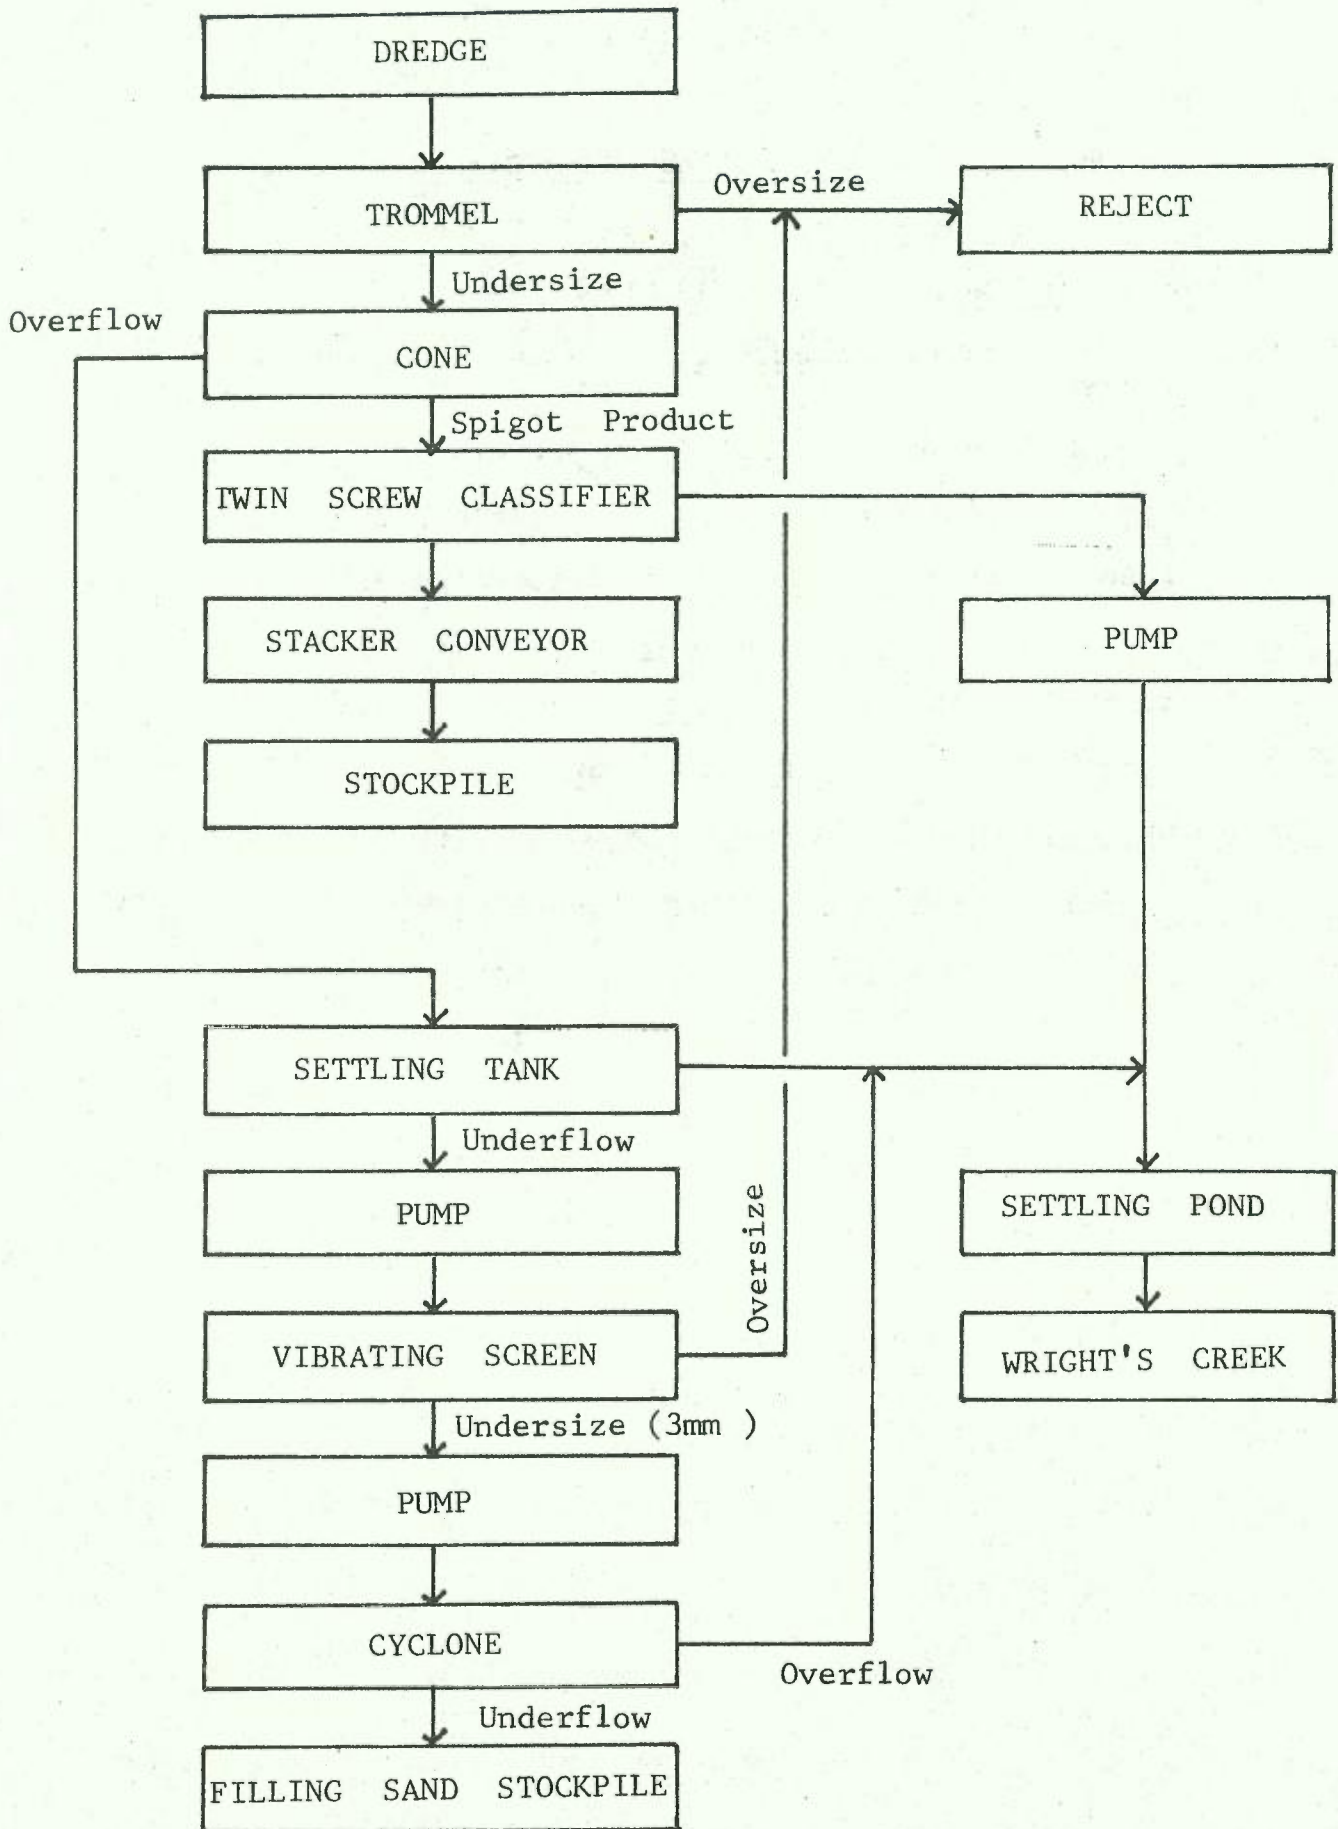 DREDGE
TROMMEL
Oversize
REJECT
Undersize
Overflow
CONE
Spigot Product
TWIN SCREW CLASSIFIER
STACKER CONVEYOR
PUMP
STOCKPILE
SETTLING TANK
Underflow
PUMP
SETTLING POND
Oversize
VIBRATING SCREEN
WRIGHT'S CREEK
Undersize (3mm )
PUMP
CYCLONE
Overflow
Underflow
FILLING SAND STOCKPILE